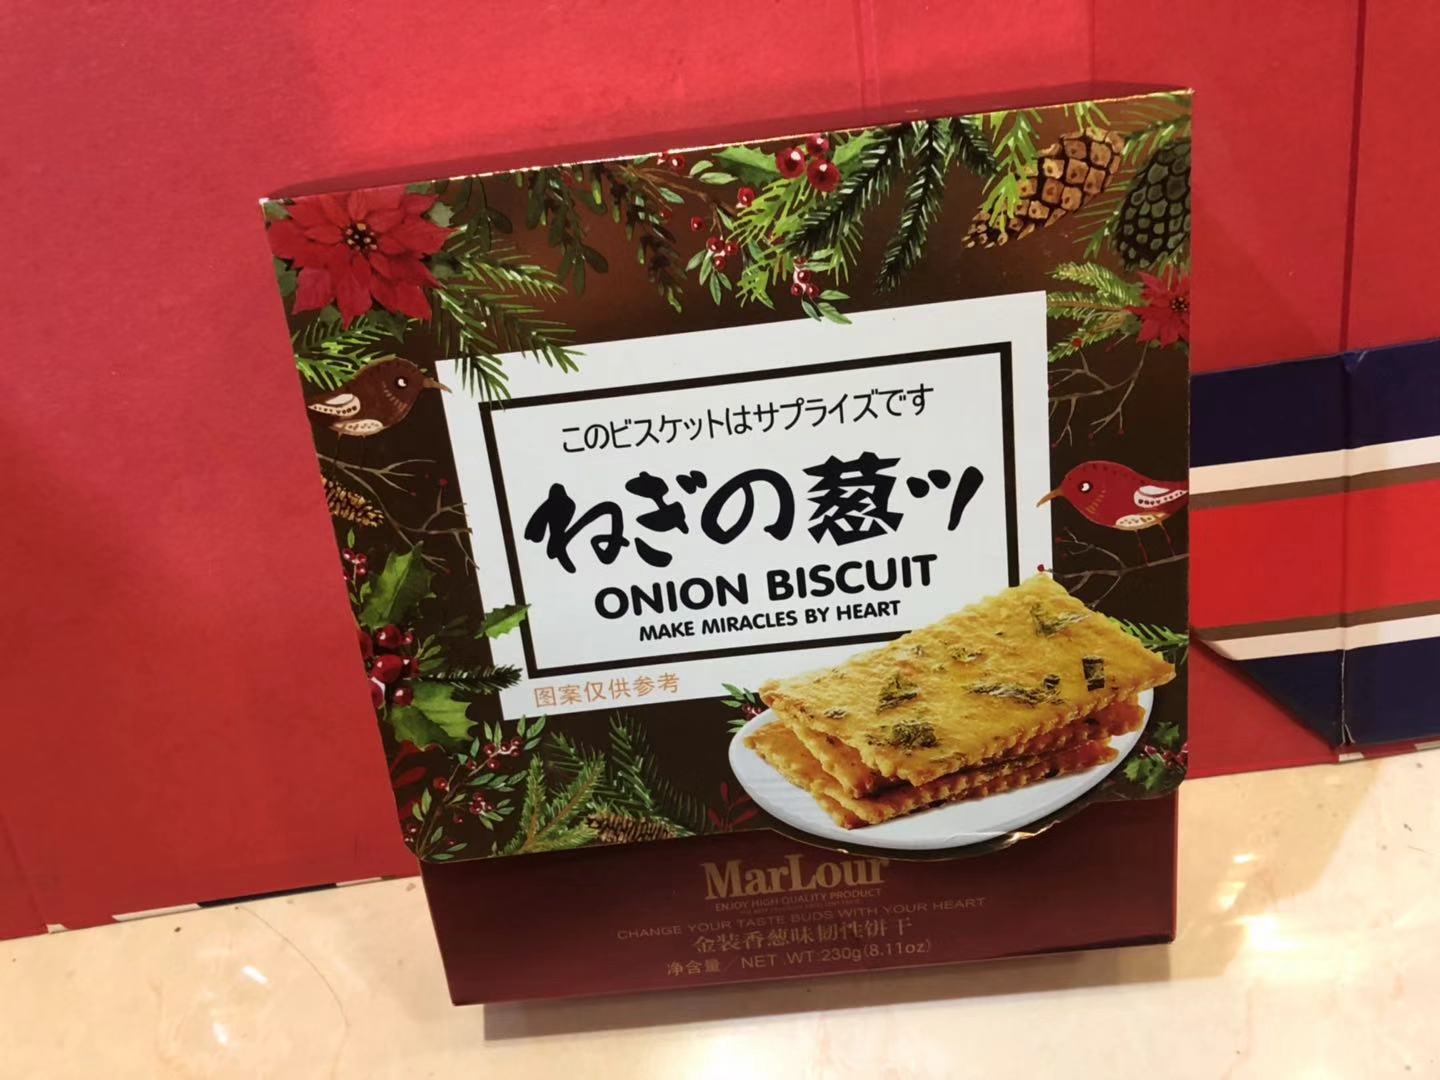 このビスケットはサプライズです
ねぎの葱ツ
ONION BISCUIT
MAKE MIRACLES BY HEART
图案仅供参考
MarLour
ENJOY HIGH QUALITY PRODUCT
CHANGE YOUR TASTE BUDS WITH YOUR HEART
金装香葱味韧性饼干
净含量/NET WT:230g(8.11oz)